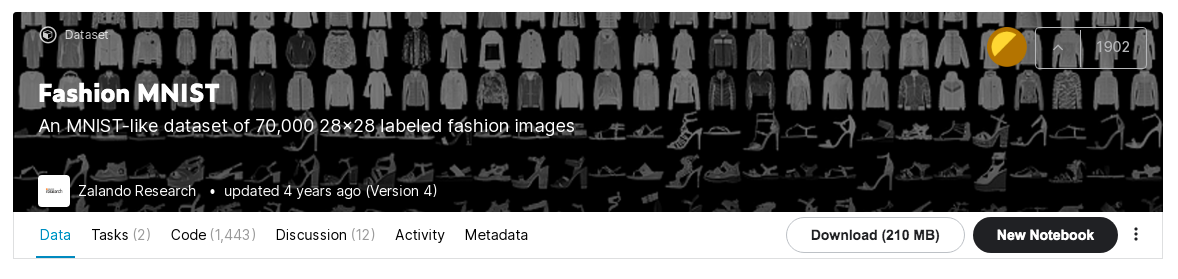 Dataset
1902
Fashion MNIST
An MNIST-like dataset of 70,000 28×28 labeled fashion images
Zalando Research • updated 4 years ago (Version 4)
Data Tasks (2) Code (1,443) Discussion (12) Activity Metadata Download (210 MB) New Notebook